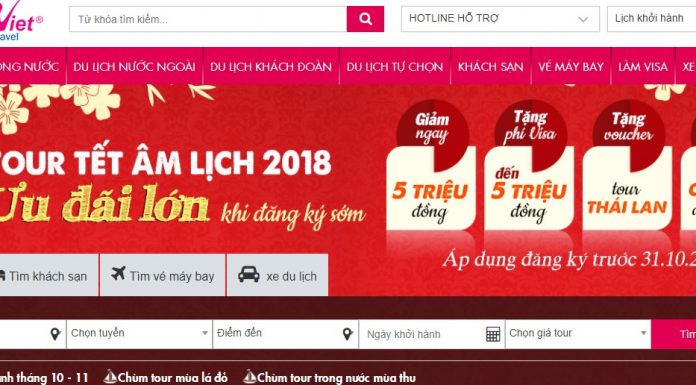 Viet®
avel
Từ khóa tìm kiếm...
HOTLINE HỖ TRỢ
Lịch khởi hành
ONG NƯỚC
DU LỊCH NƯỚC NGOÀI
DU LỊCH KHÁCH ĐOÀN
DU LỊCH TỰ CHỌN
KHÁCH SẠN
VÉ MÁY BAY
LÀM VISA
XE
TOUR TẾT ÂM LỊCH 2018
Ưu đãi lớn khi đăng ký sớm
Giảm
ngay
5 TRIỆU
đồng
Tặng
phí Visa
đến
5 TRIỆU
đồng
Tặng
voucher
tour
THÁI LAN
Áp dụng đăng ký trước 31.10.2
Tìm khách sạn
Tìm vé máy bay
xe du lịch
Chọn tuyến
Điểm đến
Ngày khởi hành
Chọn giá tour
Tìm
ành tháng 10 - 11
Chùm tour mùa lá đỏ
Chùm tour trong nước mùa thu